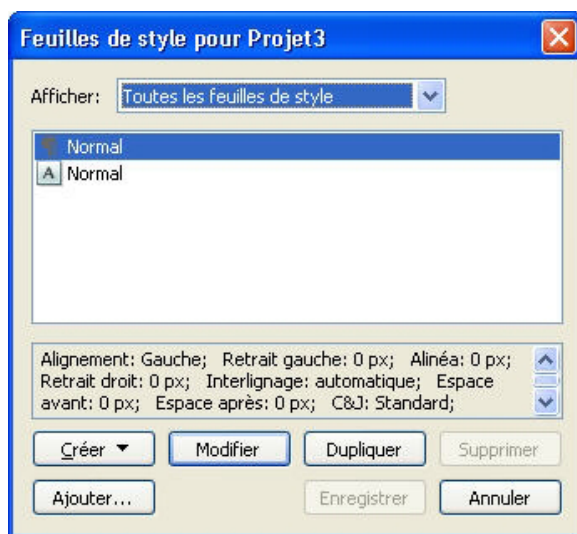 Feuilles de style pour Projet3
Afficher: Toutes les feuilles de style
¶ Normal
A Normal
Alignement: Gauche; Retrait gauche: 0 px; Alinéa: 0 px;
Retrait droit: 0 px; Interlignage: automatique; Espace
avant: 0 px; Espace après: 0 px; C&J: Standard;
Créer Modifier Dupliquer Supprimer
Ajouter... Enregistrer Annuler